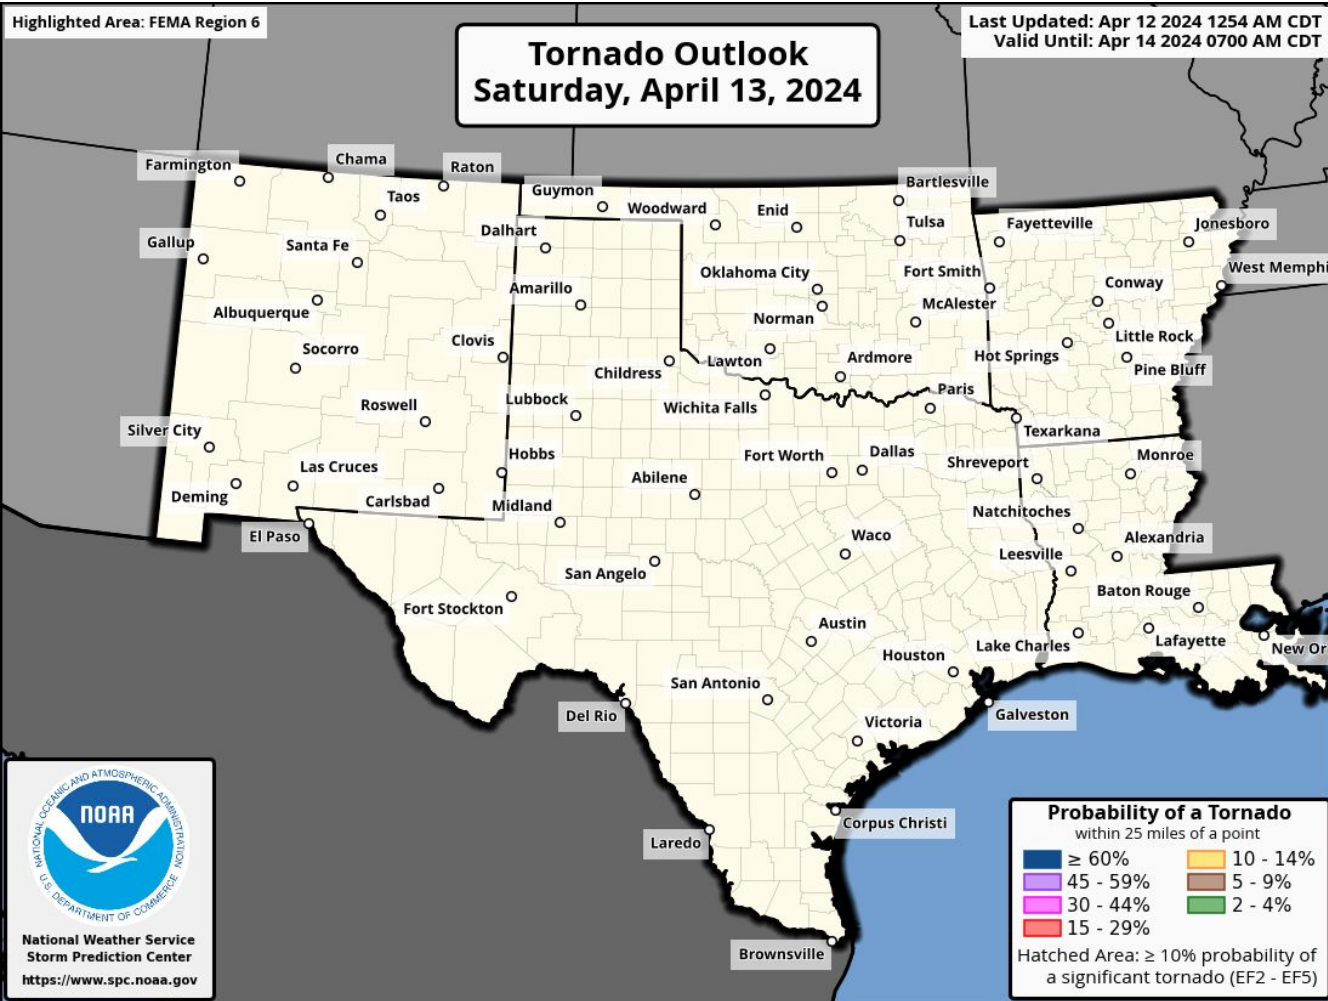 Highlighted Area: FEMA Region 6
Last Updated: Apr 12 2024 1254 AM CDT
Valid Until: Apr 14 2024 0700 AM CDT
Tornado Outlook
Saturday, April 13, 2024
Farmington
Chama
Raton
Taos
Guymon
Woodward
Enid
Bartlesville
Tulsa
Fayetteville
Jonesboro
Gallup
Santa Fe
Dalhart
Oklahoma City
Fort Smith
West Memphi
Amarillo
Conway
Albuquerque
Norman
McAlester
Socorro
Clovis
Little Rock
Childress
Lawton
Ardmore
Hot Springs
Pine Bluff
Roswell
Lubbock
Wichita Falls
Paris
Silver City
Texarkana
Las Cruces
Hobbs
Fort Worth
Dallas
Shreveport
Monroe
Deming
Carlsbad
Midland
Abilene
Natchitoches
El Paso
Waco
Leesville
Alexandria
San Angelo
Fort Stockton
Baton Rouge
Austin
Houston
Lake Charles
Lafayette
New Or
San Antonio
Del Rio
Victoria
Galveston
Corpus Christi
Laredo
Brownsville
NATIONAL OCEANIC AND ATMOSPHERIC ADMINISTRATION
NOAA
U.S. DEPARTMENT OF COMMERCE
National Weather Service
Storm Prediction Center
https://www.spc.noaa.gov
Probability of a Tornado
within 25 miles of a point
≥ 60%
10 - 14%
45 - 59%
5 - 9%
30 - 44%
2 - 4%
15 - 29%
Hatched Area: ≥ 10% probability of
a significant tornado (EF2 - EF5)